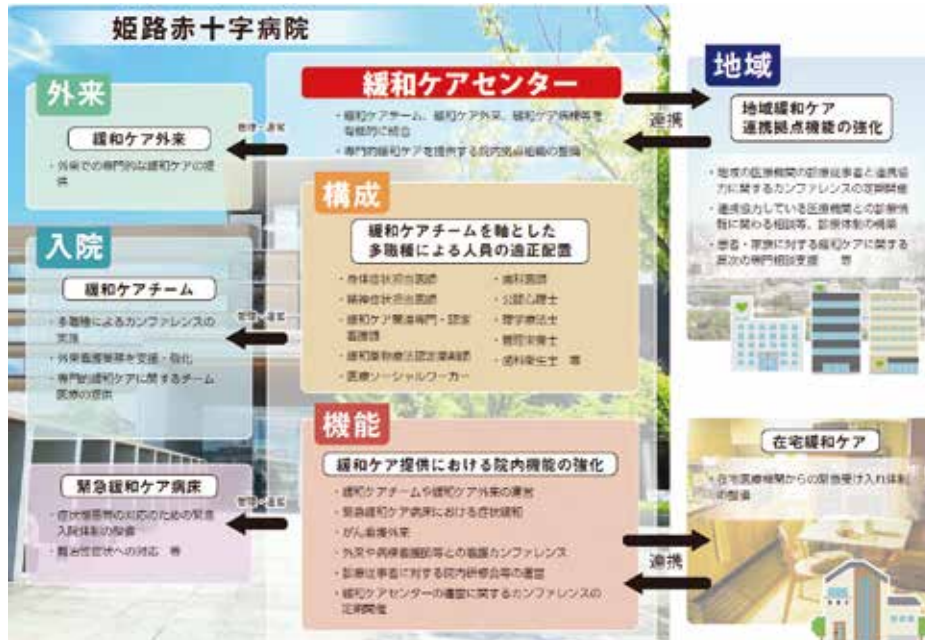 姫路赤十字病院
外来
緩和ケア外来
・外来での専門的な緩和ケアの提
供
入院
緩和ケアチーム
・多職種によるカンファレンスの
実施
・外来看護業務を支援・強化
・専門的緩和ケアに関するチーム
医療の提供
緊急緩和ケア病床
・症状増悪等の対応のための緊急
入院体制の整備
・難治性症状への対応 等
管理・運営
管理・運営
管理・運営
緩和ケアセンター
・緩和ケアチーム、緩和ケア外来、緩和ケア病棟等を
有機的に統合
・専門的緩和ケアを提供する院内拠点組織の整備
構成
緩和ケアチームを軸とした
多職種による人員の適正配置
・身体症状担当医師
・精神症状担当医師
・緩和ケア関連専門・認定
看護師
・緩和薬物療法認定薬剤師
・医療ソーシャルワーカー
・歯科医師
・公認心理士
・理学療法士
・管理栄養士
・歯科衛生士 等
機能
緩和ケア提供における院内機能の強化
・緩和ケアチームや緩和ケア外来の運営
・緊急緩和ケア病床における症状緩和
・がん看護外来
・外来や病棟看護師等との看護カンファレンス
・診療従事者に対する院内研修会等の運営
・緩和ケアセンターの運営に関するカンファレンスの
定期開催
連携
連携
地域
地域緩和ケア
連携拠点機能の強化
・地域の医療機関の診療従事者と連携協
力に関するカンファレンスの定期開催
・連携協力している医療機関との診療情
報に関わる相談等、診療体制の構築
・患者・家族に対する緩和ケアに関する
高次の専門相談支援 等
在宅緩和ケア
・在宅医療機関からの緊急受け入れ体制
の整備